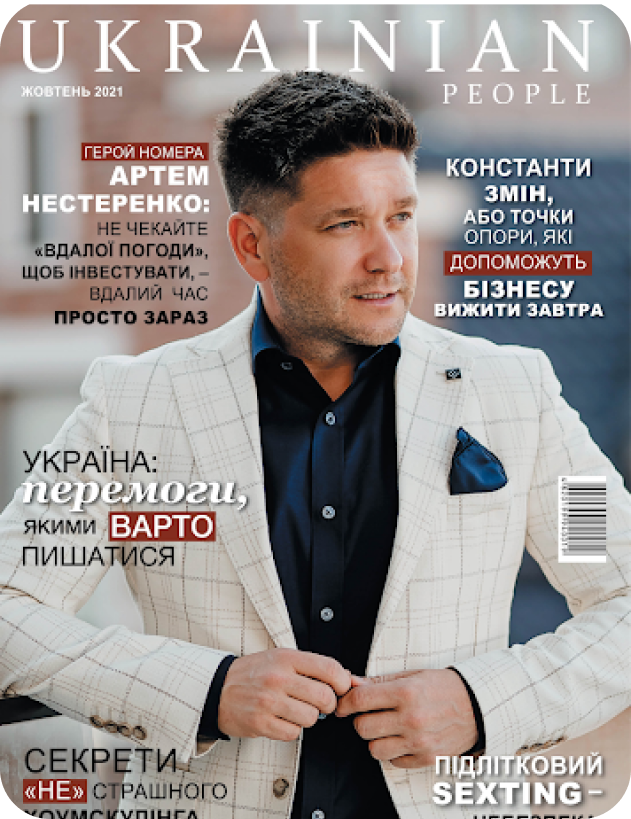 UKRAINIAN
PEOPLE
ЖОВТЕНЬ 2021
ГЕРОЙ НОМЕРА
АРТЕМ
НЕСТЕРЕНКО:
НЕ ЧЕКАЙТЕ
«ВДАЛОЇ ПОГОДИ»,
ЩОБ ІНВЕСТУВАТИ, –
ВДАЛИЙ ЧАС
ПРОСТО ЗАРАЗ
КОНСТАНТИ
ЗМІН,
АБО ТОЧКИ
ОПОРИ, ЯКІ
ДОПОМОЖУТЬ
БІЗНЕСУ
ВИЖИТИ ЗАВТРА
УКРАЇНА:
перемоги,
ЯКИМИ ВАРТО
ПИШАТИСЯ
СЕКРЕТИ
«НЕ» СТРАШНОГО
ХОУМСКУЛІНГА
ПІДЛІТКОВИЙ
SEXTING –
НЕБЕЗПЕКА